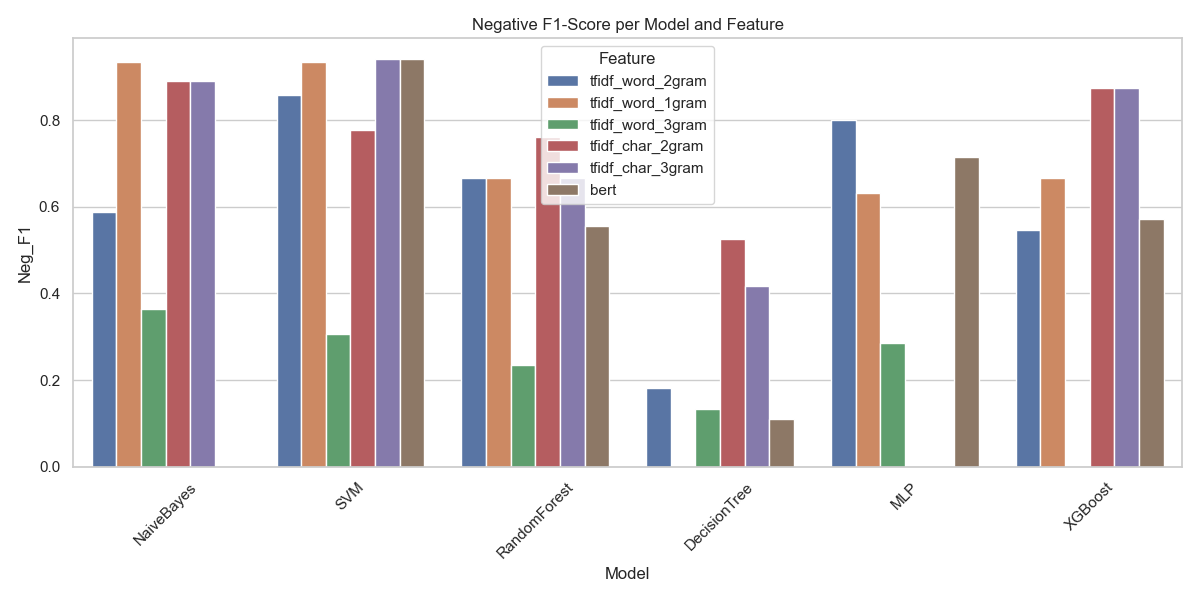 Negative F1-Score per Model and Feature
Feature
tfidf_word_2gram
tfidf_word_1gram
tfidf_word_3gram
tfidf_char_2gram
tfidf_char_3gram
bert
Neg_F1
0.8
0.6
0.4
0.2
0.0
NaiveBayes
SVM
RandomForest
DecisionTree
MLP
XGBoost
Model